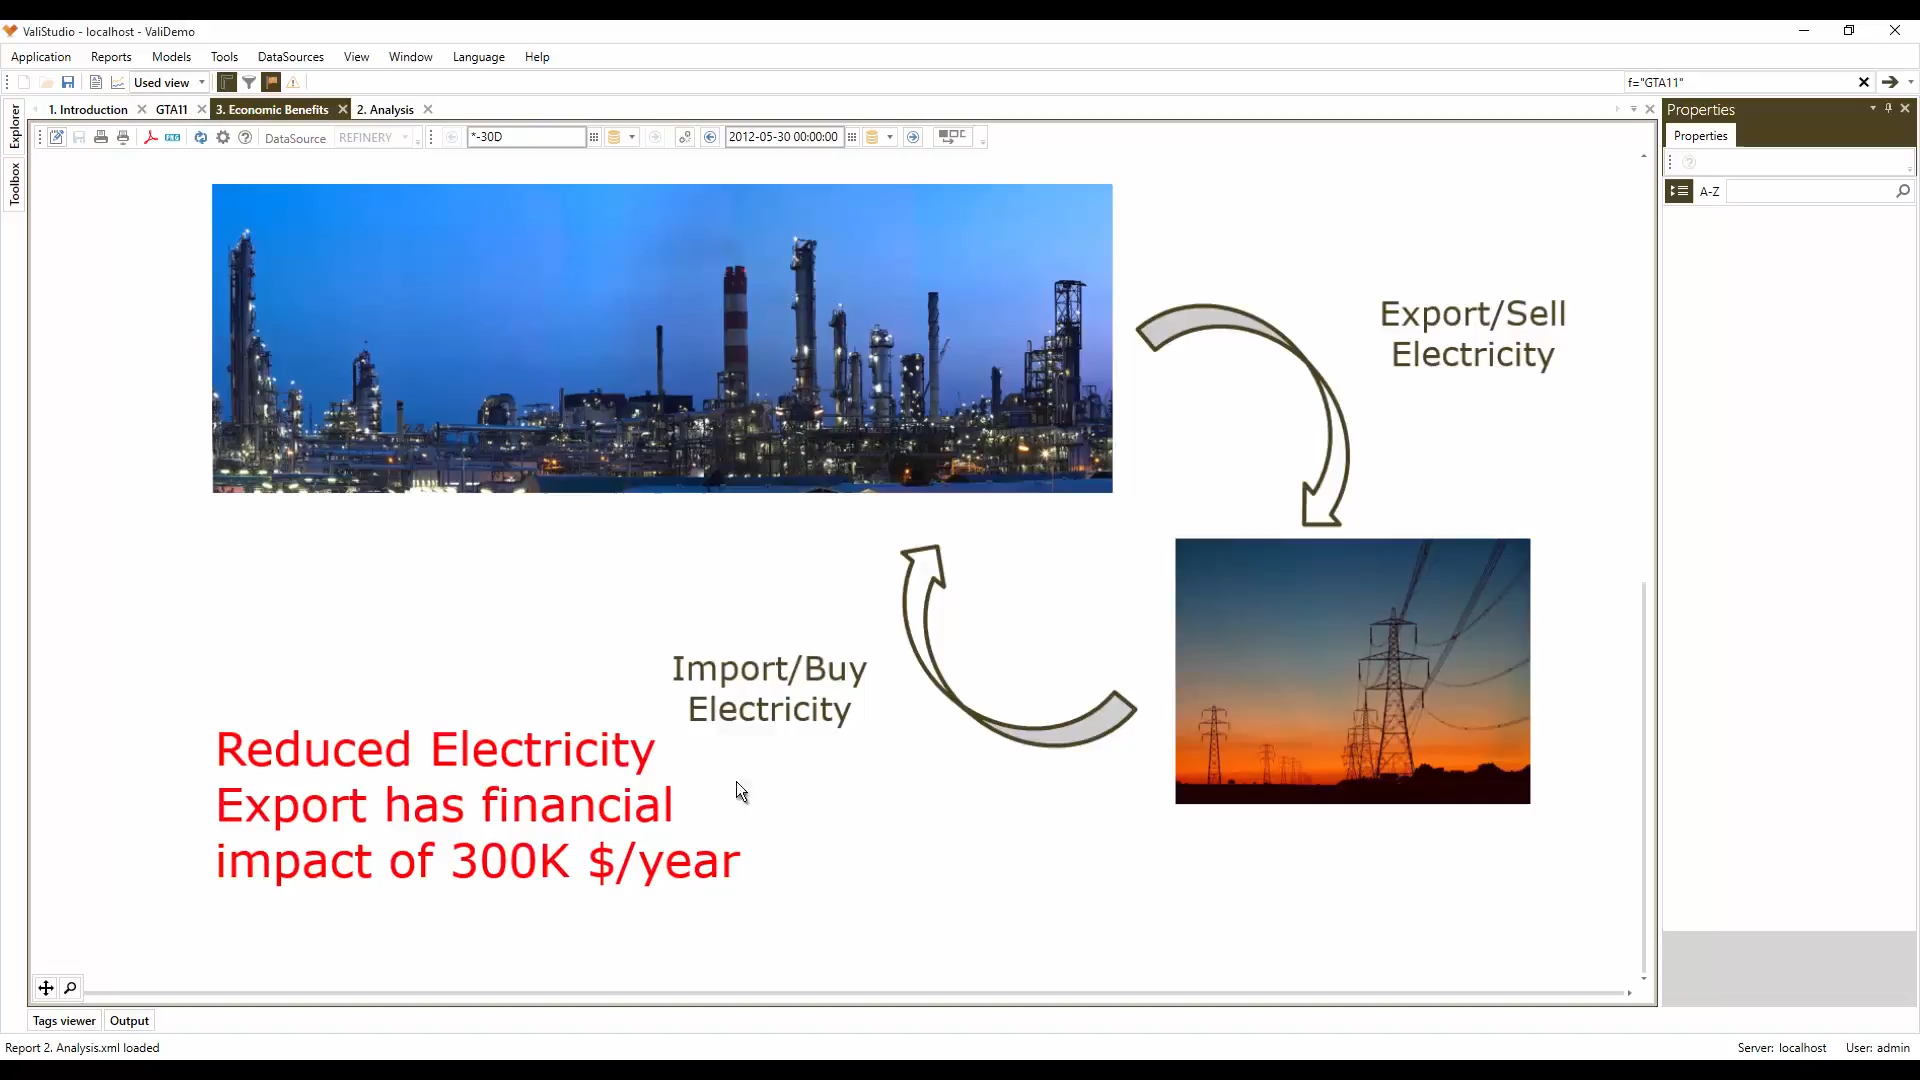 ValiStudio - localhost - ValiDemo
Application Reports Models Tools DataSources View Window Language Help
Used view
f="GTA11"
1. Introduction GTA11 3. Economic Benefits 2. Analysis
Properties
DataSource REFINERY *-30D 2012-05-30 00:00:00
Properties
A-Z
Explorer
Toolbox
Export/Sell
Electricity
Import/Buy
Electricity
Reduced Electricity
Export has financial
impact of 300K $/year
Tags viewer Output
Report 2. Analysis.xml loaded
Server: localhost User: admin